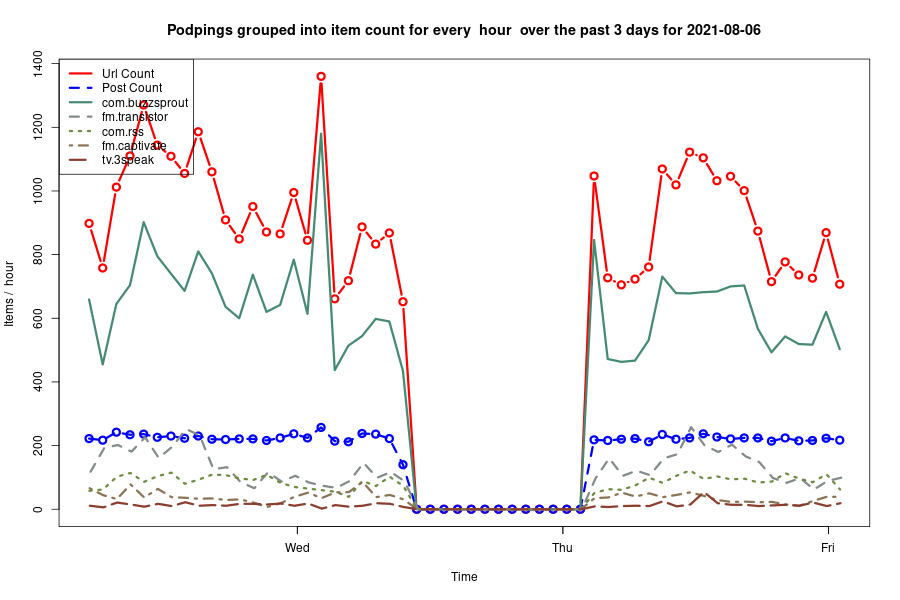 Podpings grouped into item count for every  hour  over the past 3 days for 2021-08-06
1400
1200
1000
800
600
400
200
0
Items / hour
Url Count
Post Count
com.buzzsprout
fm.transistor
com.rss
fm.captivate
tv.3speak
Wed
Thu
Fri
Time